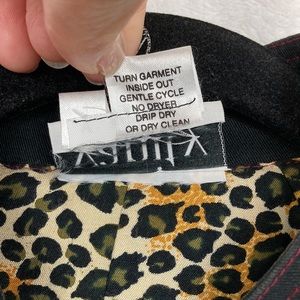 TURN GARMENT
INSIDE OUT
GENTLE CYCLE
NO DRYER
DRIP DRY
OR DRY CLEAN